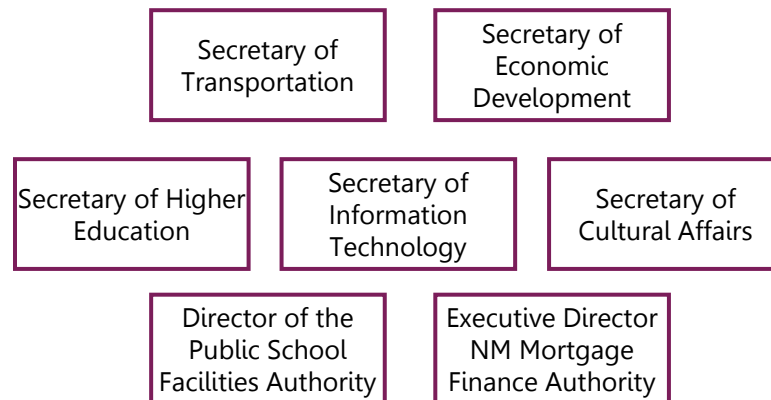 Secretary of
Transportation
Secretary of
Economic
Development
Secretary of Higher
Education
Secretary of
Information
Technology
Secretary of
Cultural Affairs
Director of the
Public School
Facilities Authority
Executive Director
NM Mortgage
Finance Authority